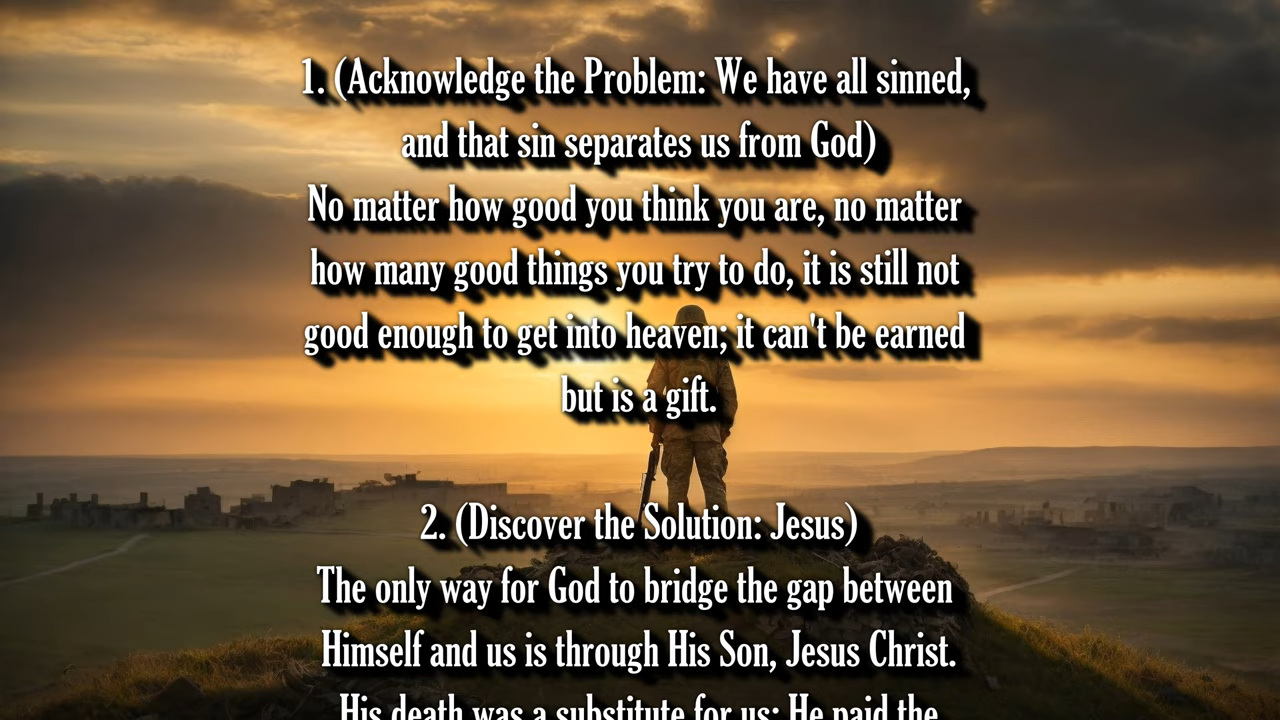 1. (Acknowledge the Problem: We have all sinned,
and that sin separates us from God)
No matter how good you think you are, no matter
how many good things you try to do, it is still not
good enough to get into heaven; it can't be earned
but is a gift.
2. (Discover the Solution: Jesus)
The only way for God to bridge the gap between
Himself and us is through His Son, Jesus Christ.
His death was a substitute for us; He paid the